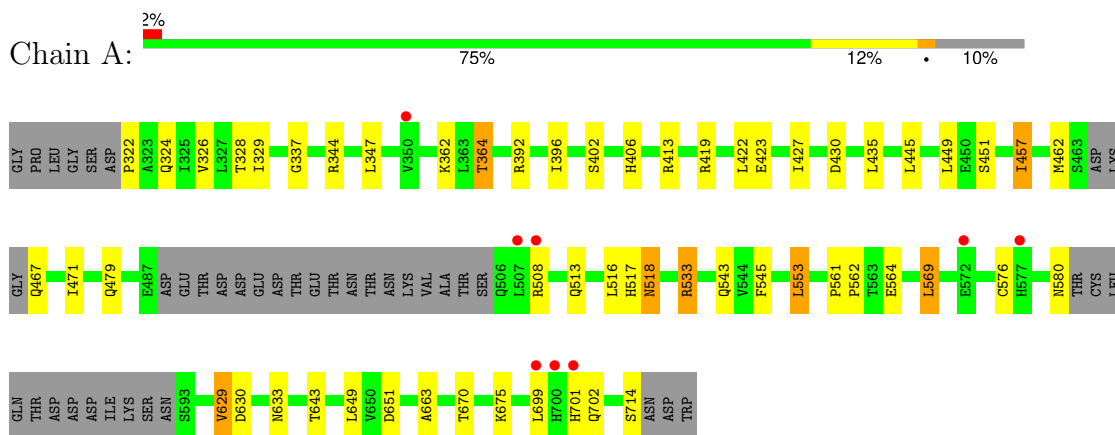 2%
Chain A:
75% 12% • 10%
GLY PRO LEU GLY SER ASP P322 A323 Q324 I325 V326 L327 T328 I329 G337 R344 L347 V350 K362 L363 T364 R392 I396 S402 H406 R413 R419 L422 E423 I427 D430 L435 L445 L449 E450 S451 I457 M462 S463 ASP LYS
GLY Q467 I471 Q479 E487 ASP GLU THR ASP ASP GLU ASP THR GLU THR ASN THR ASN LYS VAL ALA THR SER Q506 L507 R508 Q513 L516 H517 N518 R533 Q543 V544 F545 L553 P561 P562 T563 E564 L569 E572 C576 H577 N580 THR CYS LEU
GLN THR ASP ASP ASP ILE LYS SER ASN S593 V629 D630 N633 T643 L649 V650 D651 A663 T670 K675 L699 H700 H701 Q702 S714 ASN ASP TRP